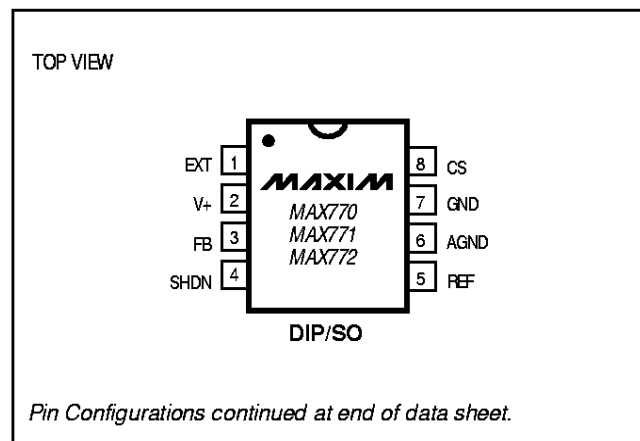 TOP VIEW
EXT 1
V+ 2
FB 3
SHDN 4
MAXIM
MAX770
MAX771
MAX772
8 CS
7 GND
6 AGND
5 REF
DIP/SO
Pin Configurations continued at end of data sheet.